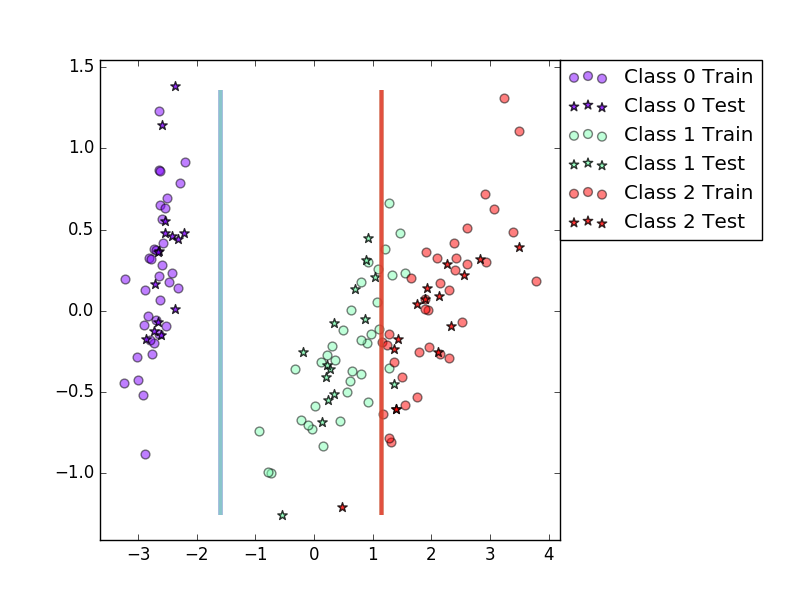 1.5
1.0
0.5
0.0
−0.5
−1.0
−3 −2 −1 0 1 2 3 4
Class 0 Train
Class 0 Test
Class 1 Train
Class 1 Test
Class 2 Train
Class 2 Test